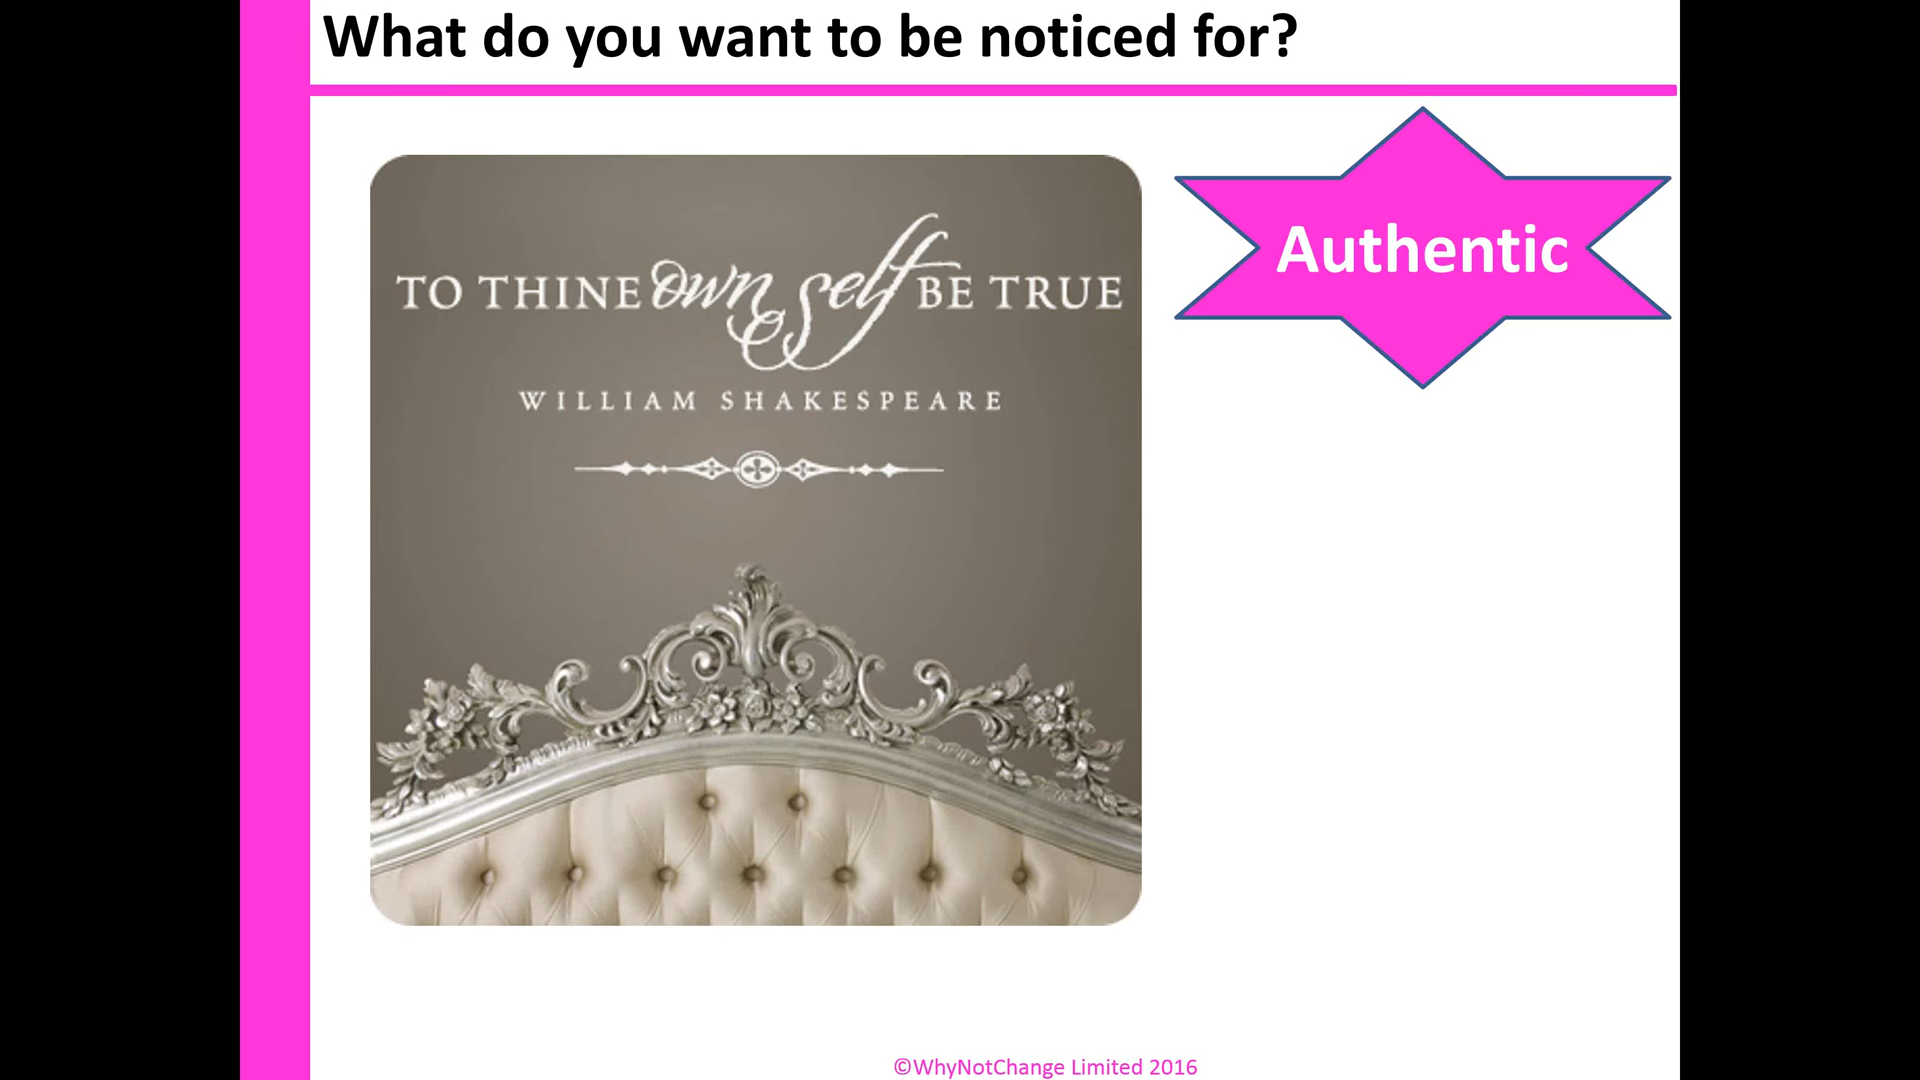 What do you want to be noticed for?
TO THINE own self BE TRUE
WILLIAM SHAKESPEARE
Authentic
©WhyNotChange Limited 2016